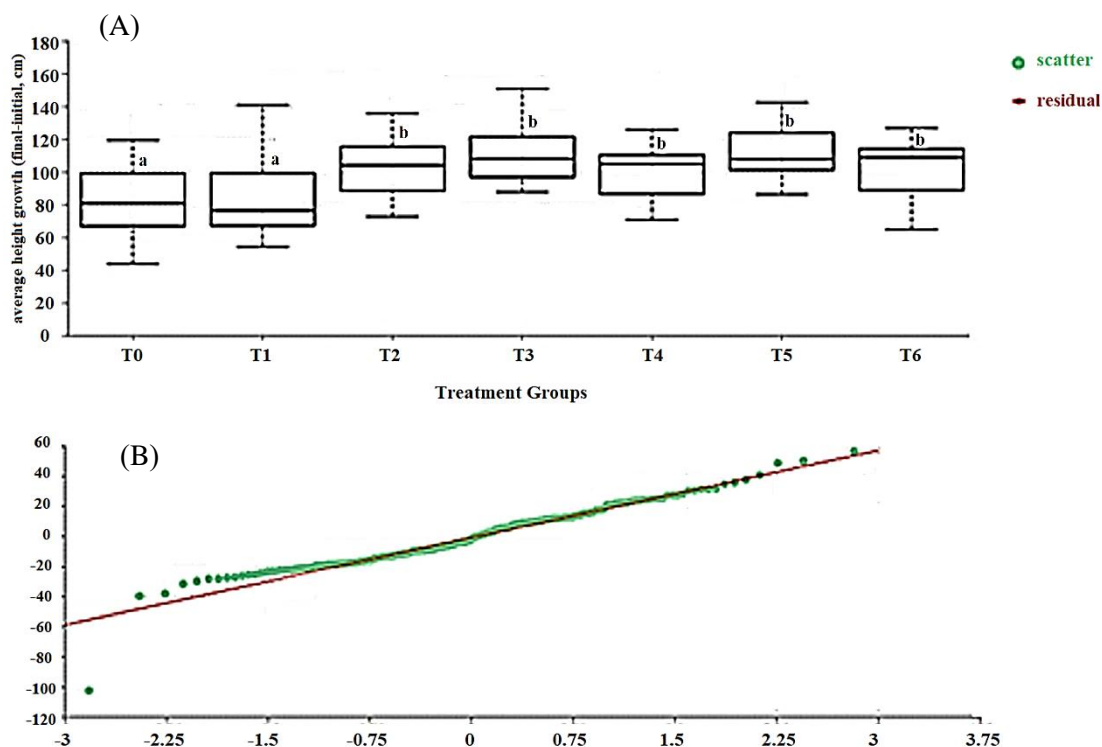 (A)
180
160
140
120
100
80
60
40
20
0
average height growth (final-initial, cm)
a
a
b
b
b
b
b
T0 T1 T2 T3 T4 T5 T6
Treatment Groups
scatter
residual
(B)
60
40
20
0
-20
-40
-60
-80
-100
-120
-3 -2.25 -1.5 -0.75 0 0.75 1.5 2.25 3 3.75